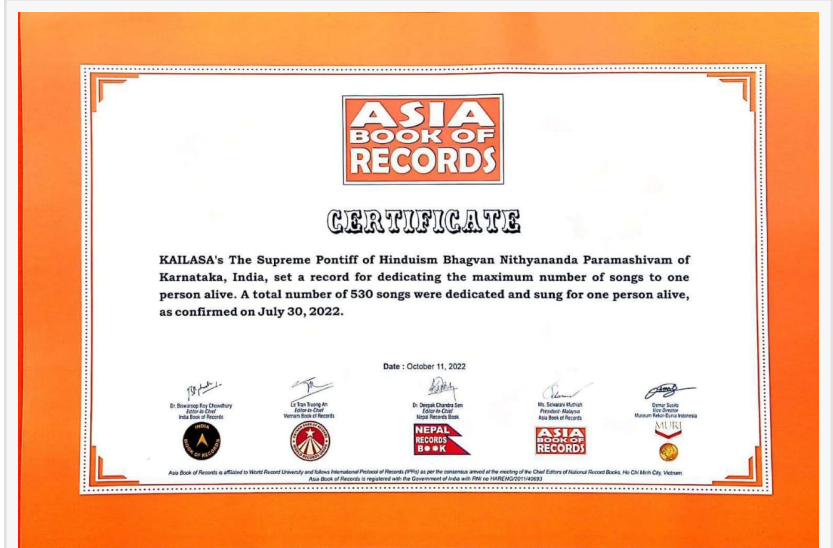 ASIA
BOOK OF
RECORDS
CERTIFICATE
KAILASA's The Supreme Pontiff of Hinduism Bhagvan Nithyananda Paramashivam of
Karnataka, India, set a record for dedicating the maximum number of songs to one
person alive. A total number of 530 songs were dedicated and sung for one person alive,
as confirmed on July 30, 2022.
Date : October 11, 2022
Dr. Biswaroop Roy Chowdhury
Editor-in-Chief
India Book of Records
Le Tran Truong An
Editor-in-Chief
Vietnam Book of Records
Dr. Deepak Chandra Sen
Editor-in-Chief
Nepal Records Book
Ms. Selvarani Muthiah
President- Malaysia
Asia Book of Records
Osmar Susilo
Vice Director
Museum Rekor-Dunia Indonesia
INDIA
BOOK OF RECORDS
NEPAL
RECORDS
BOOK
ASIA
BOOK OF
RECORDS
MURI
Asia Book of Records is affiliated to World Record University and follows International Protocol of Records (IPRs) as per the consensus arrived at the meeting of the Chief Editors of National Record Books, Ho Chi Minh City, Vietnam.
Asia Book of Records is registered with the Government of India with RNI no HARENG/2011/40693